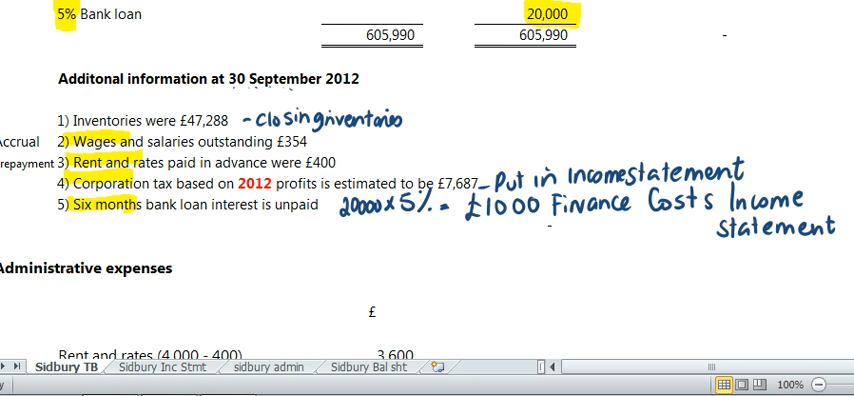 5% Bank loan 20,000
605,990 605,990 -
Additonal information at 30 September 2012
1) Inventories were £47,288 - closing inventories
Accrual 2) Wages and salaries outstanding £354
repayment 3) Rent and rates paid in advance were £400
4) Corporation tax based on 2012 profits is estimated to be £7,687 - Put in Income statement
5) Six months bank loan interest is unpaid 20000 x 5% = £1000 Finance Costs Income
Statement
Administrative expenses
£
Rent and rates (4,000 - 400) 3,600
Sidbury TB Sidbury Inc Stmt sidbury admin Sidbury Bal sht
100%